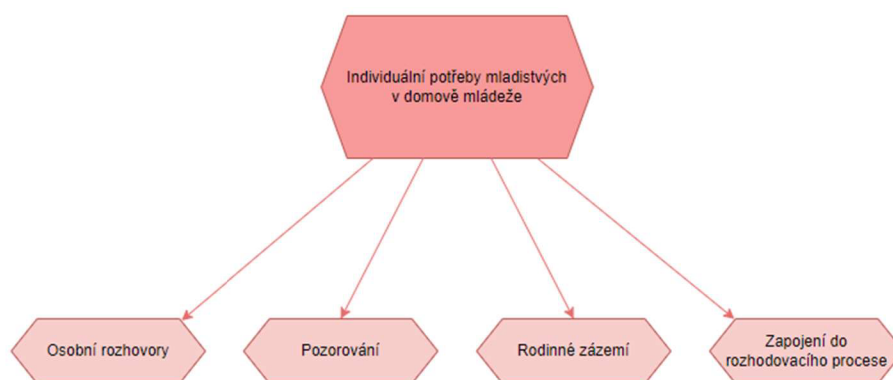 Individuální potřeby mladistvých
v domově mládeže
Osobní rozhovory
Pozorování
Rodinné zázemí
Zapojení do
rozhodovacího procese